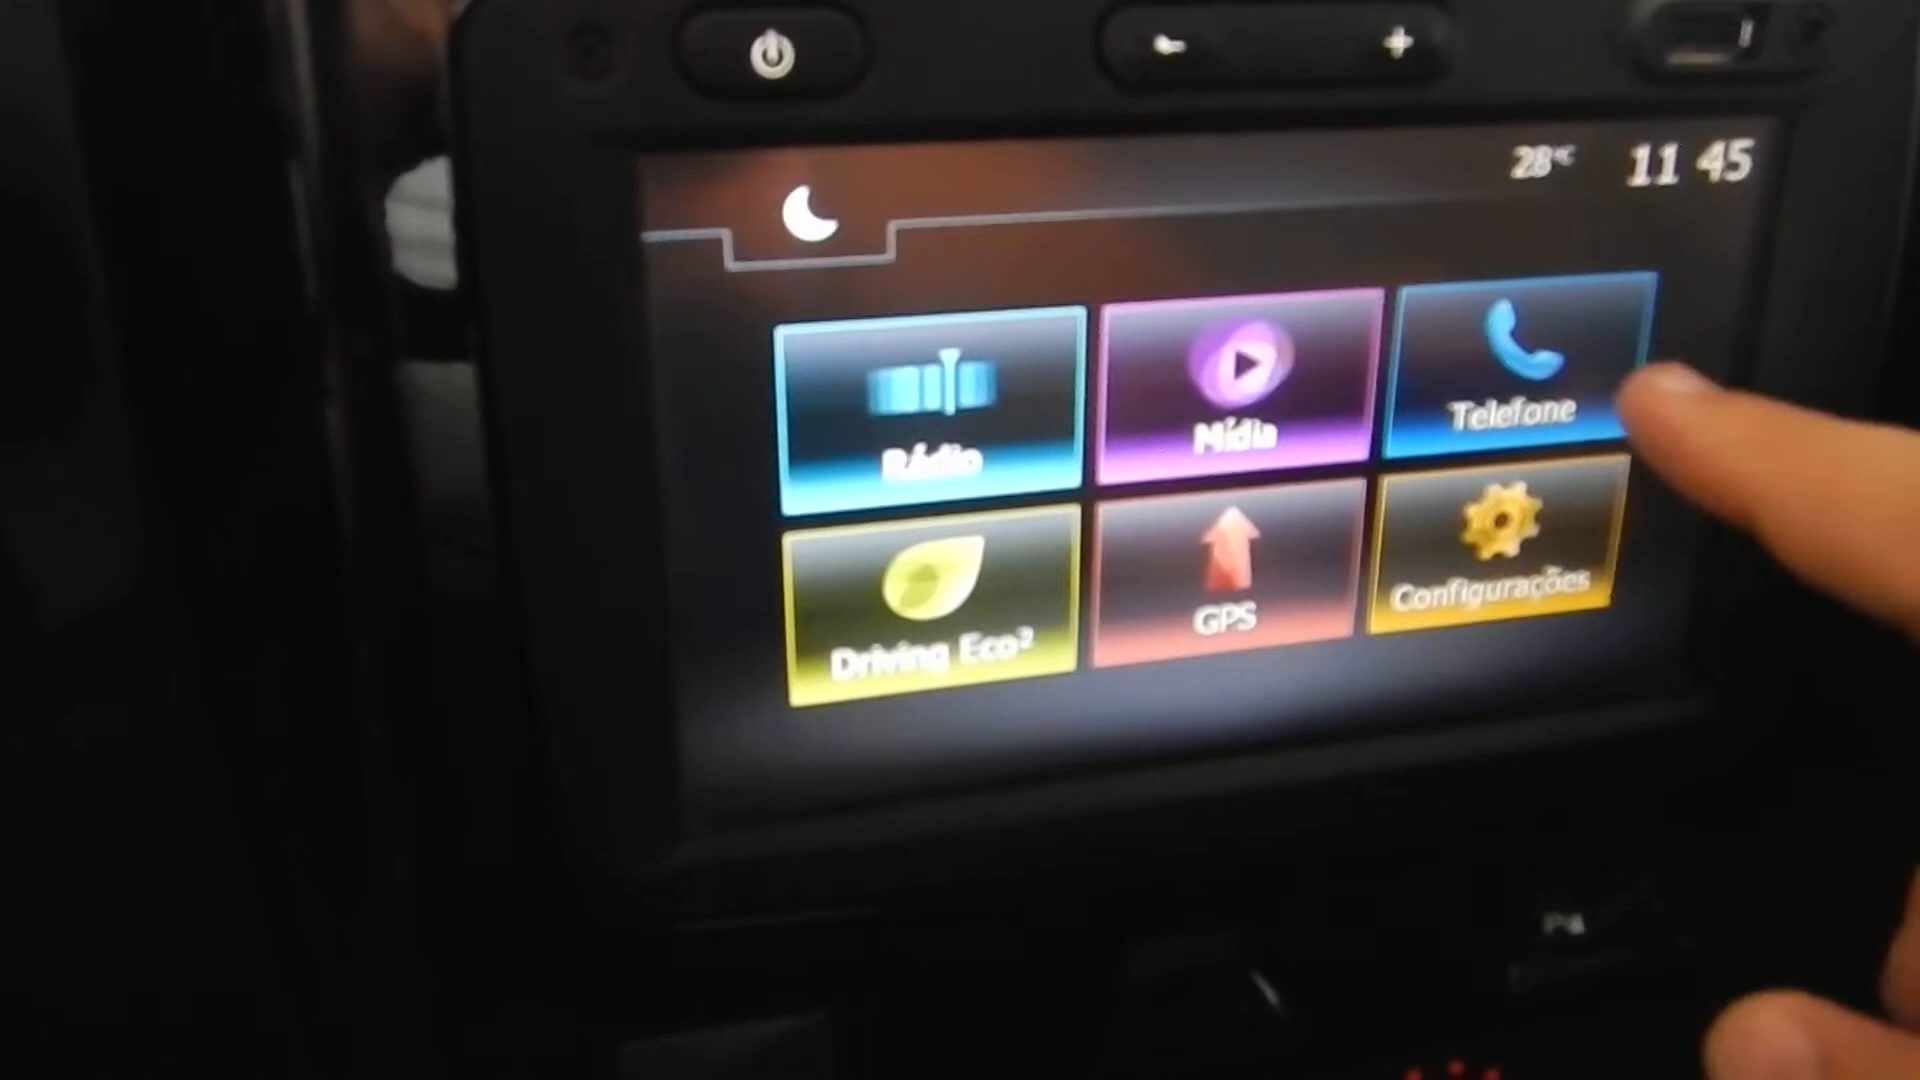 28°C 11 45
Rádio
Mídia
Telefone
Driving Eco²
GPS
Configurações